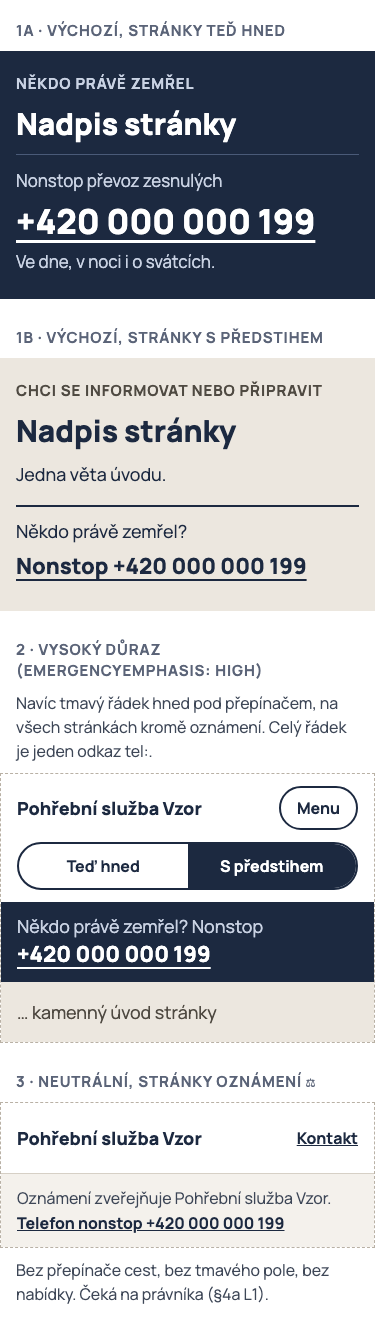 1A · VÝCHOZÍ, STRÁNKY TEĎ HNED
NĚKDO PRÁVĚ ZEMŘEL
Nadpis stránky
Nonstop převoz zesnulých
+420 000 000 199
Ve dne, v noci i o svátcích.
1B · VÝCHOZÍ, STRÁNKY S PŘEDSTIHEM
CHCI SE INFORMOVAT NEBO PŘIPRAVIT
Nadpis stránky
Jedna věta úvodu.
Někdo právě zemřel?
Nonstop +420 000 000 199
2 · VYSOKÝ DŮRAZ
(EMERGENCYEMPHASIS: HIGH)
Navíc tmavý řádek hned pod přepínačem, na
všech stránkách kromě oznámení. Celý řádek
je jeden odkaz tel:.
Pohřební služba Vzor
Menu
Teď hned
S předstihem
Někdo právě zemřel? Nonstop
+420 000 000 199
… kamenný úvod stránky
3 · NEUTRÁLNÍ, STRÁNKY OZNÁMENÍ ⚖
Pohřební služba Vzor
Kontakt
Oznámení zveřejňuje Pohřební služba Vzor.
Telefon nonstop +420 000 000 199
Bez přepínače cest, bez tmavého pole, bez
nabídky. Čeká na právníka (§4a L1).